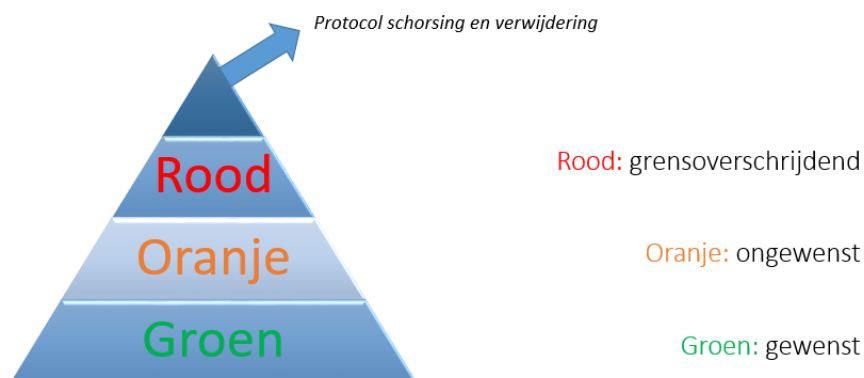 Protocol schorsing en verwijdering
Rood
Rood: grensoverschrijdend
Oranje
Oranje: ongewenst
Groen
Groen: gewenst